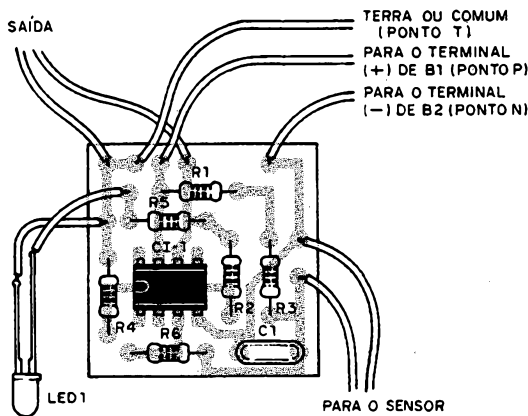 SAÍDA
TERRA OU COMUM
(PONTO T)
PARA O TERMINAL
(+) DE B1 (PONTO P)
PARA O TERMINAL
(-) DE B2 (PONTO N)
R1
R5
CI-1
R4
R2
R3
R6
C1
LED1
PARA O SENSOR